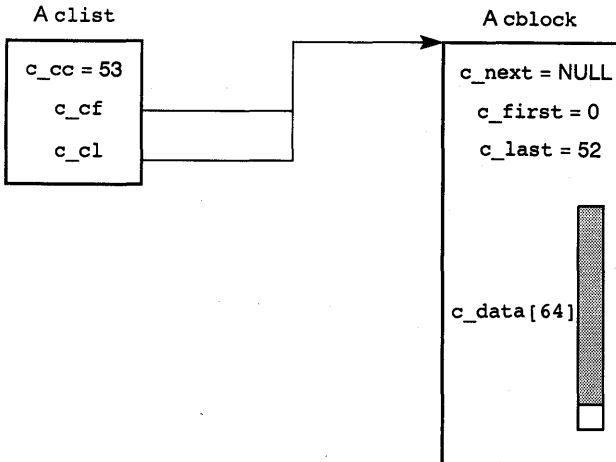 A clist
c_cc = 53
c_cf
c_cl
A cblock
c_next = NULL
c_first = 0
c_last = 52
c_data[64]